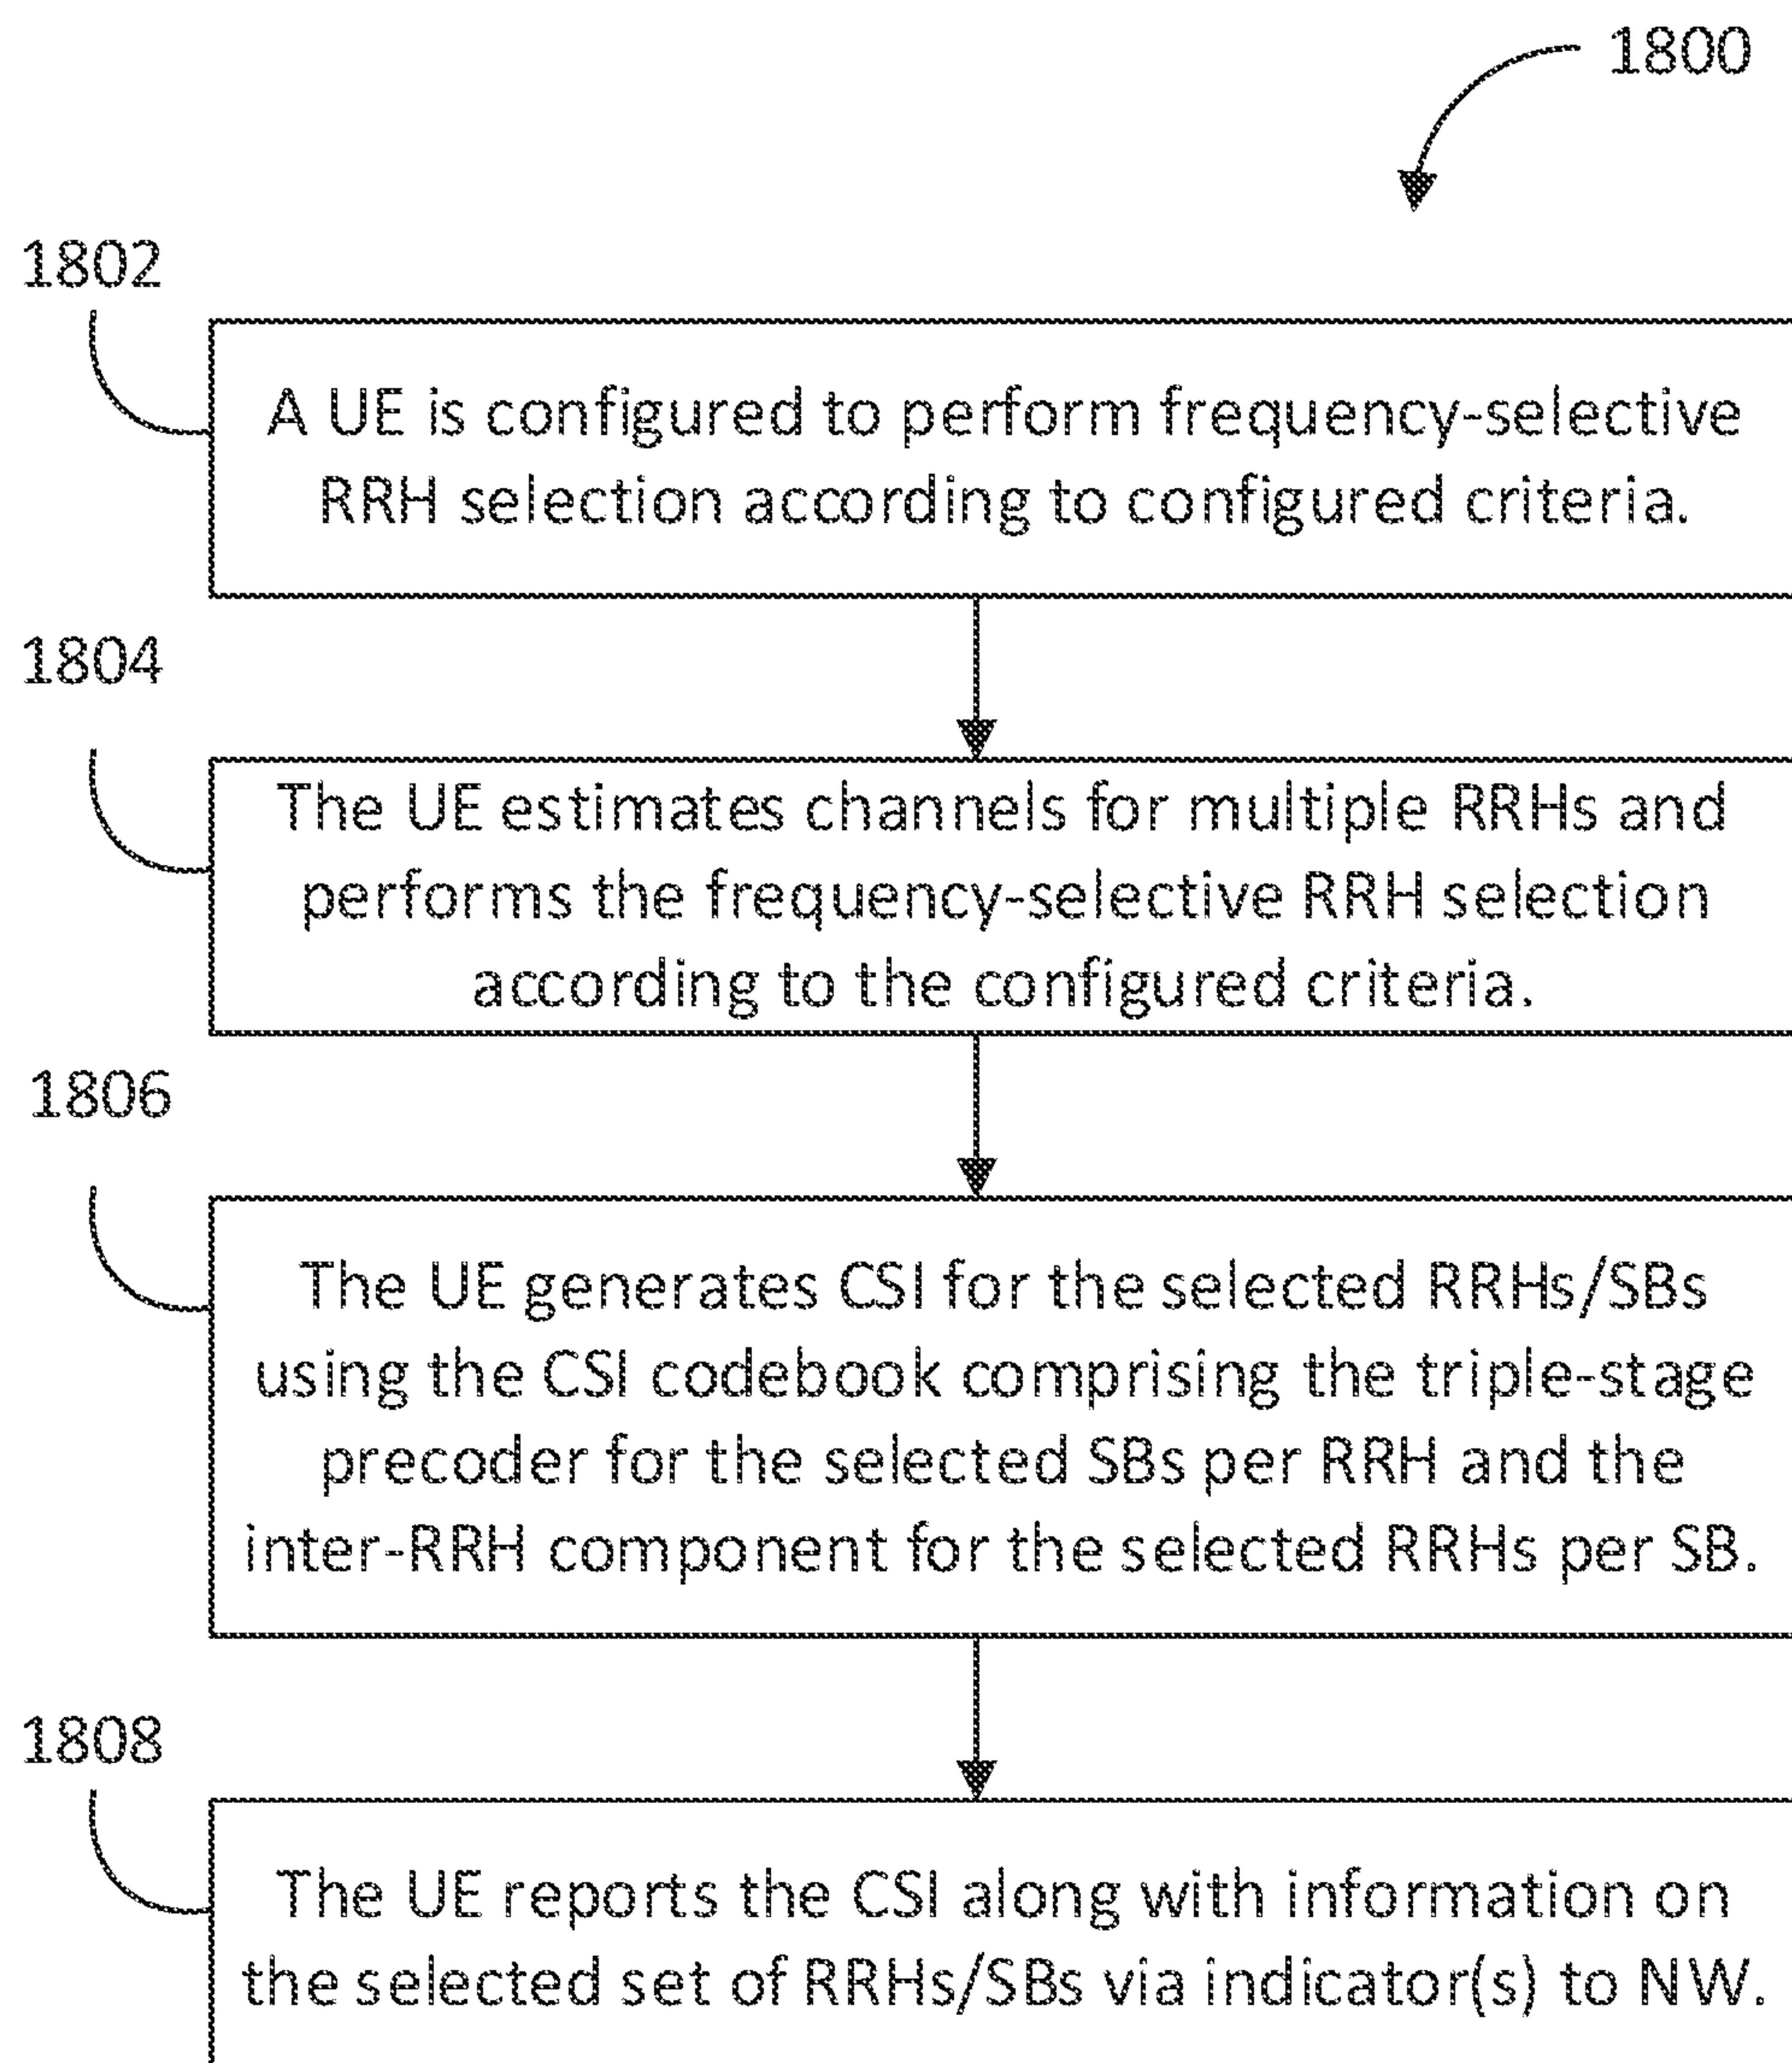 1800
1802
A UE is configured to perform frequency-selective
RRH selection according to configured criteria.
1804
The UE estimates channels for multiple RRHs and
performs the frequency-selective RRH selection
according to the configured criteria.
1806
The UE generates CSI for the selected RRHs/SBs
using the CSI codebook comprising the triple-stage
precoder for the selected SBs per RRH and the
inter-RRH component for the selected RRHs per SB.
1808
The UE reports the CSI along with information on
the selected set of RRHs/SBs via indicator(s) to NW.